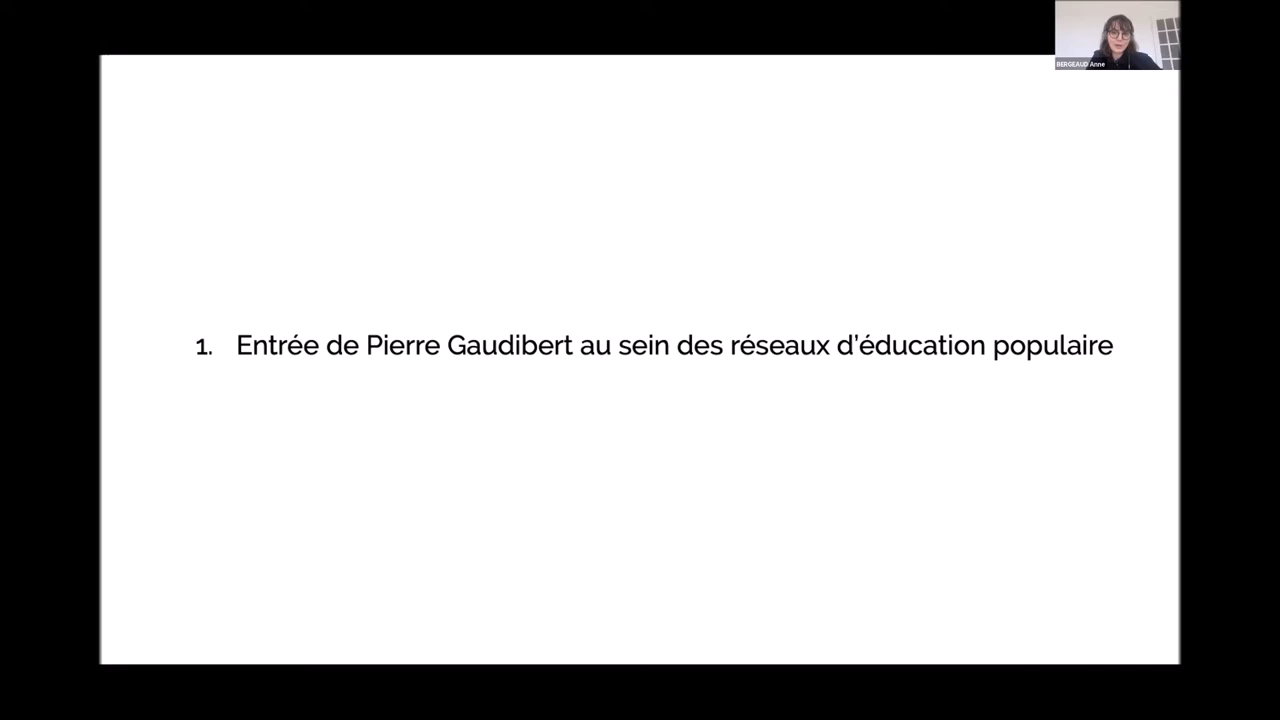 BERGEAUD Anne
1. Entrée de Pierre Gaudibert au sein des réseaux d’éducation populaire